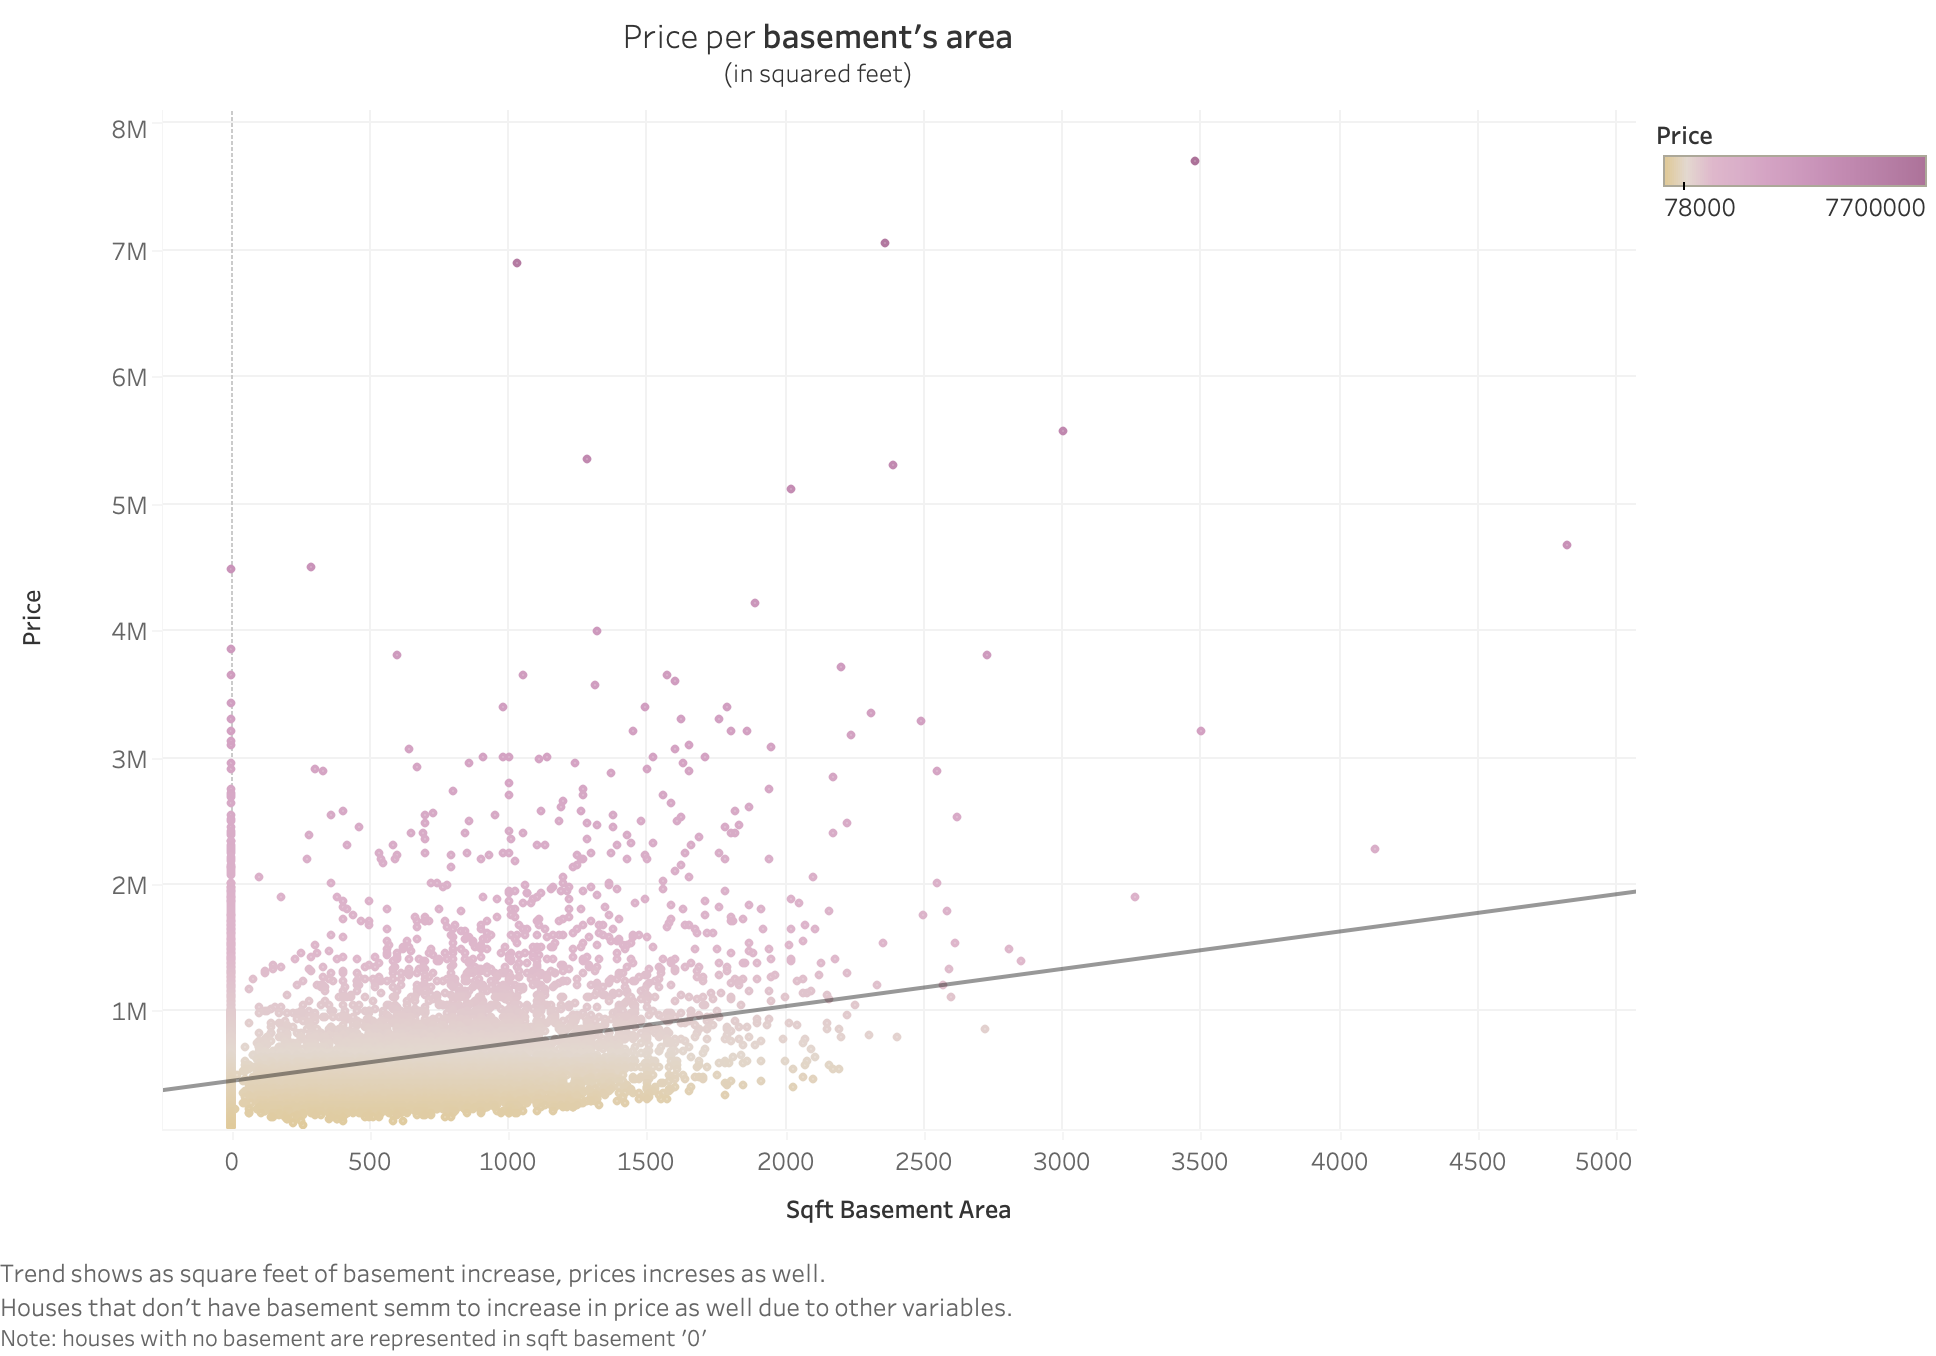 Price per basement's area
(in squared feet)
Price
78000 7700000
8M
7M
6M
5M
4M
3M
2M
1M
Price
0 500 1000 1500 2000 2500 3000 3500 4000 4500 5000
Sqft Basement Area
Trend shows as square feet of basement increase, prices increses as well.
Houses that don't have basement semm to increase in price as well due to other variables.
Note: houses with no basement are represented in sqft basement '0'